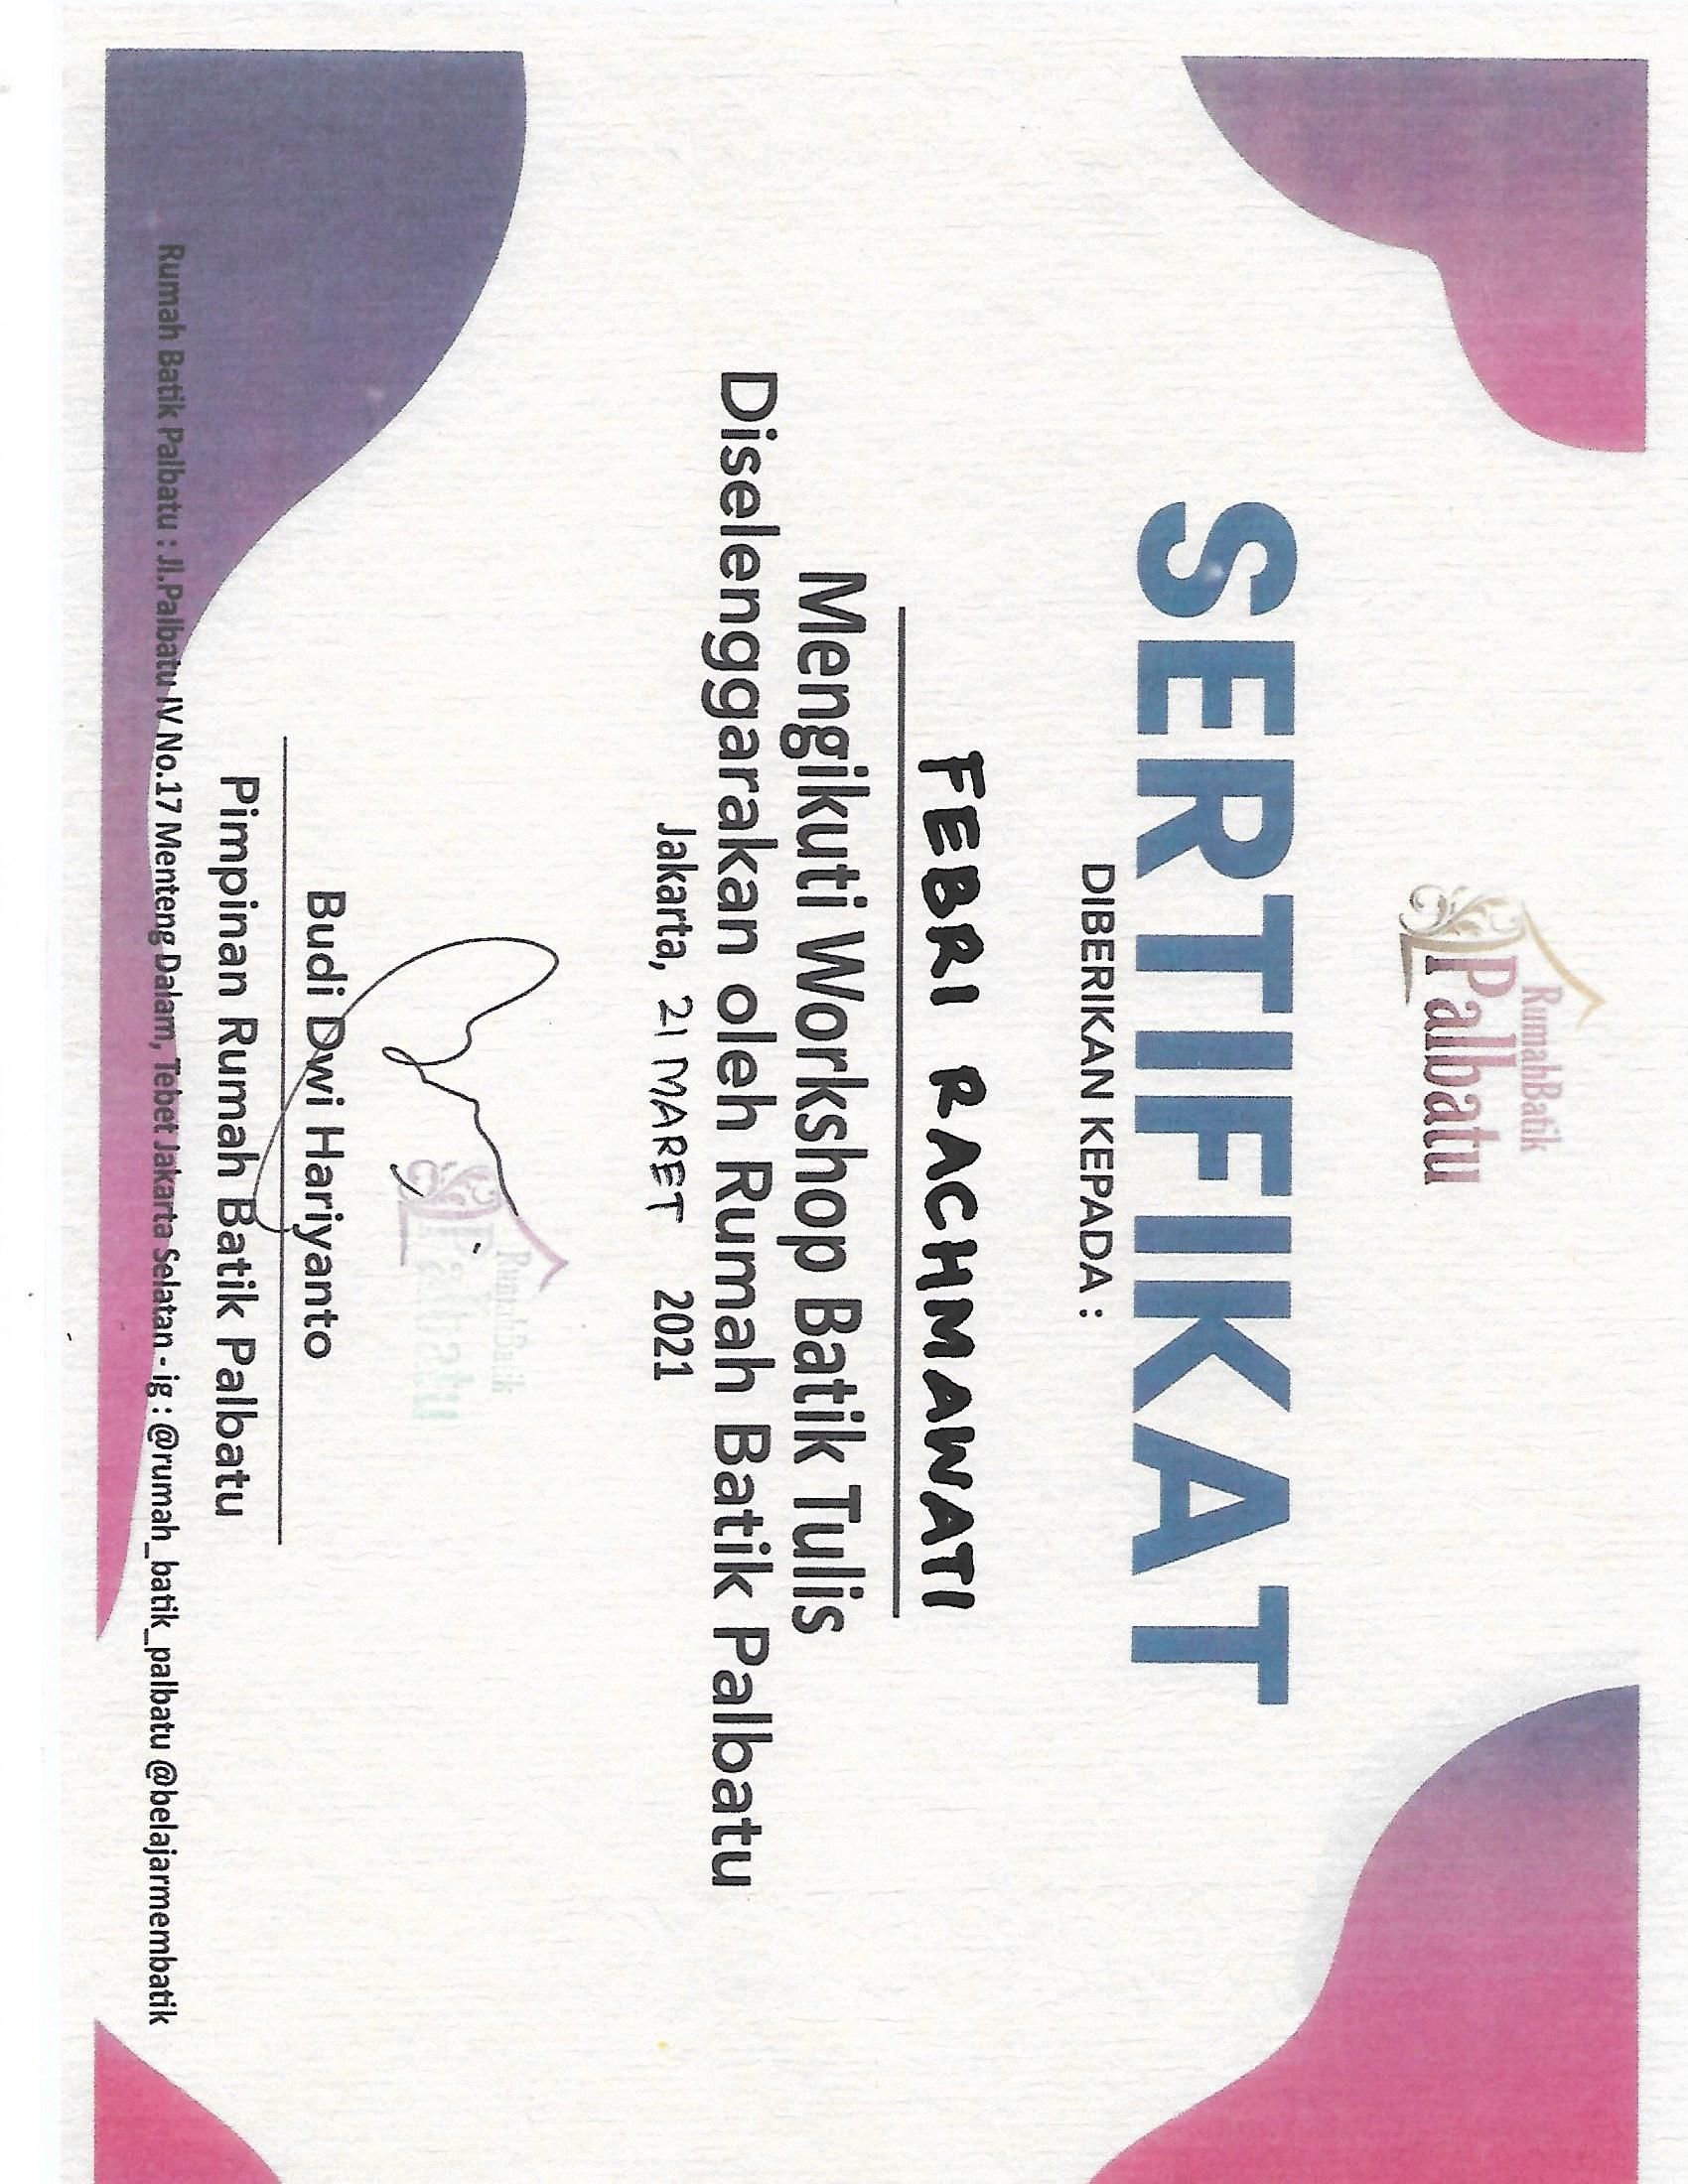 RumahBatik
Palbatu
SERTIFIKAT
DIBERIKAN KEPADA :
FEBRI RACHMAWATI
Mengikuti Workshop Batik Tulis
Diselenggarakan oleh Rumah Batik Palbatu
Jakarta, 21 MARET 2021
RumahBatik
Palbatu
Budi Dwi Hariyanto
Pimpinan Rumah Batik Palbatu
Rumah Batik Palbatu : Jl.Palbatu IV No.17 Menteng Dalam, Tebet Jakarta Selatan - ig : @rumah_batik_palbatu @belajarmembatik